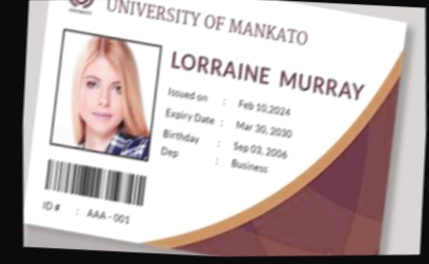 UNIVERSITY OF MANKATO
LORRAINE MURRAY
Issued on : Feb 10,2024
Expiry Date : Mar 30, 2030
Birthday : Sep 03, 2006
Dep : Business
ID # : AAA - 001